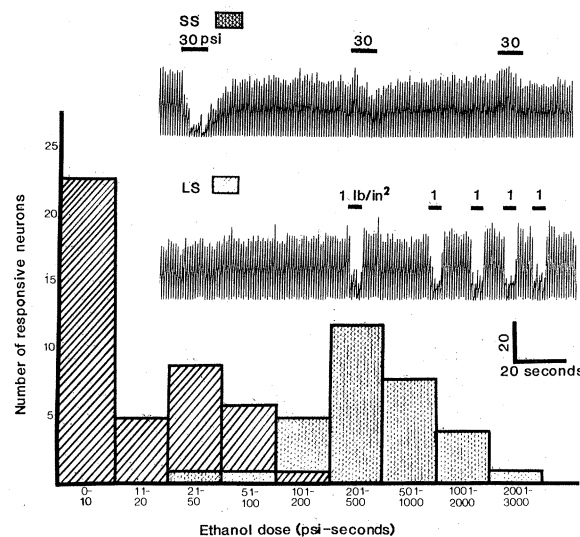 SS
30 psi 30 30
LS
1 lb/in² 1 1 1 1
20
20 seconds
Number of responsive neurons
25
20
15
10
5
0-10 11-20 21-50 51-100 101-200 201-500 501-1000 1001-2000 2001-3000
Ethanol dose (psi-seconds)